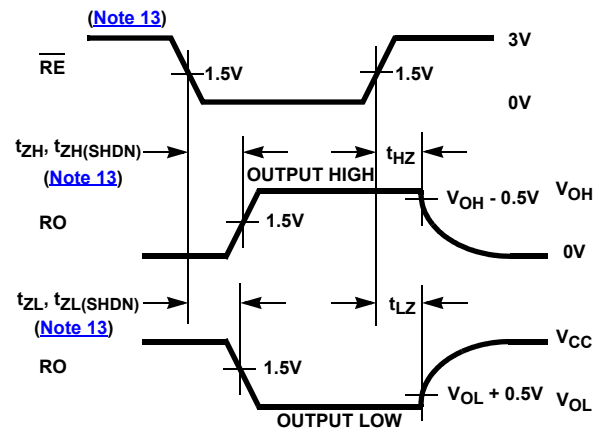 (Note 13)
RE
1.5V
1.5V
3V
0V
tZH, tZH(SHDN)
(Note 13)
RO
OUTPUT HIGH
1.5V
tHZ
VOH - 0.5V
VOH
0V
tZL, tZL(SHDN)
(Note 13)
RO
1.5V
OUTPUT LOW
tLZ
VCC
VOL + 0.5V
VOL